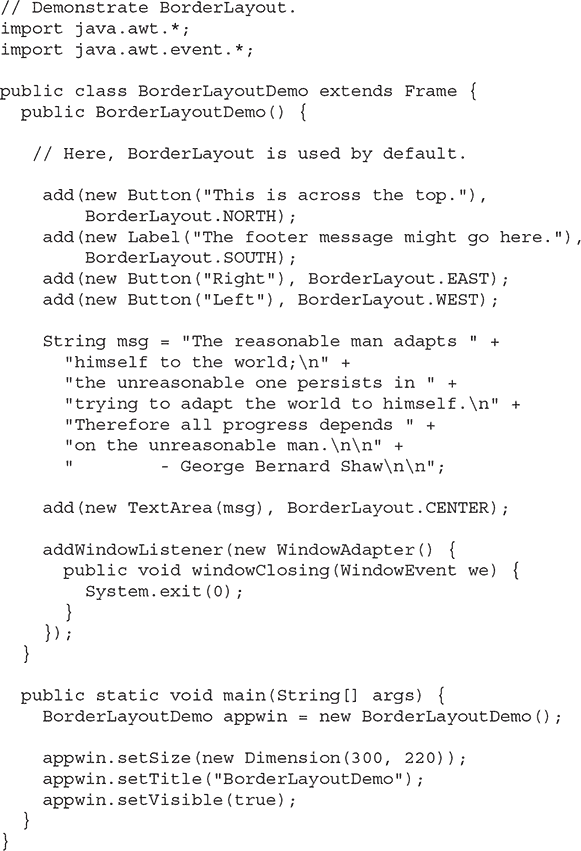 // Demonstrate BorderLayout.
import java.awt.*;
import java.awt.event.*;

public class BorderLayoutDemo extends Frame {
  public BorderLayoutDemo() {

   // Here, BorderLayout is used by default.

    add(new Button("This is across the top."),
        BorderLayout.NORTH);
    add(new Label("The footer message might go here."),
        BorderLayout.SOUTH);
    add(new Button("Right"), BorderLayout.EAST);
    add(new Button("Left"), BorderLayout.WEST);

    String msg = "The reasonable man adapts " +
      "himself to the world;\n" +
      "the unreasonable one persists in " +
      "trying to adapt the world to himself.\n" +
      "Therefore all progress depends " +
      "on the unreasonable man.\n\n" +
      "        - George Bernard Shaw\n\n";

    add(new TextArea(msg), BorderLayout.CENTER);

    addWindowListener(new WindowAdapter() {
      public void windowClosing(WindowEvent we) {
        System.exit(0);
      }
    });
  }

  public static void main(String[] args) {
    BorderLayoutDemo appwin = new BorderLayoutDemo();

    appwin.setSize(new Dimension(300, 220));
    appwin.setTitle("BorderLayoutDemo");
    appwin.setVisible(true);
  }
}